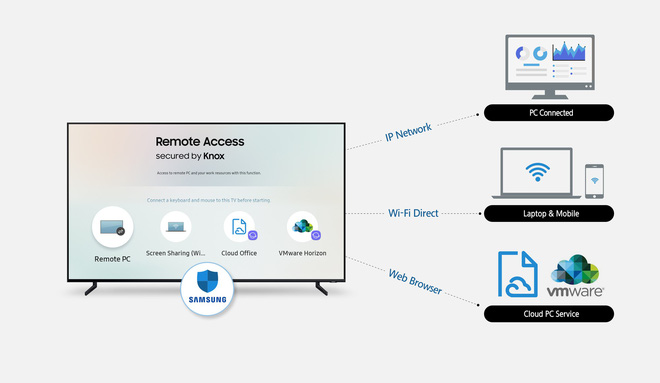 Remote Access
secured by Knox
Access to remote PC and your work resources with this function.
Connect a keyboard and mouse to this TV before starting.
Remote PC
Screen Sharing (Wi...
Cloud Office
VMware Horizon
SAMSUNG
IP Network
Wi-Fi Direct
Web Browser
PC Connected
Laptop & Mobile
vmware®
Cloud PC Service